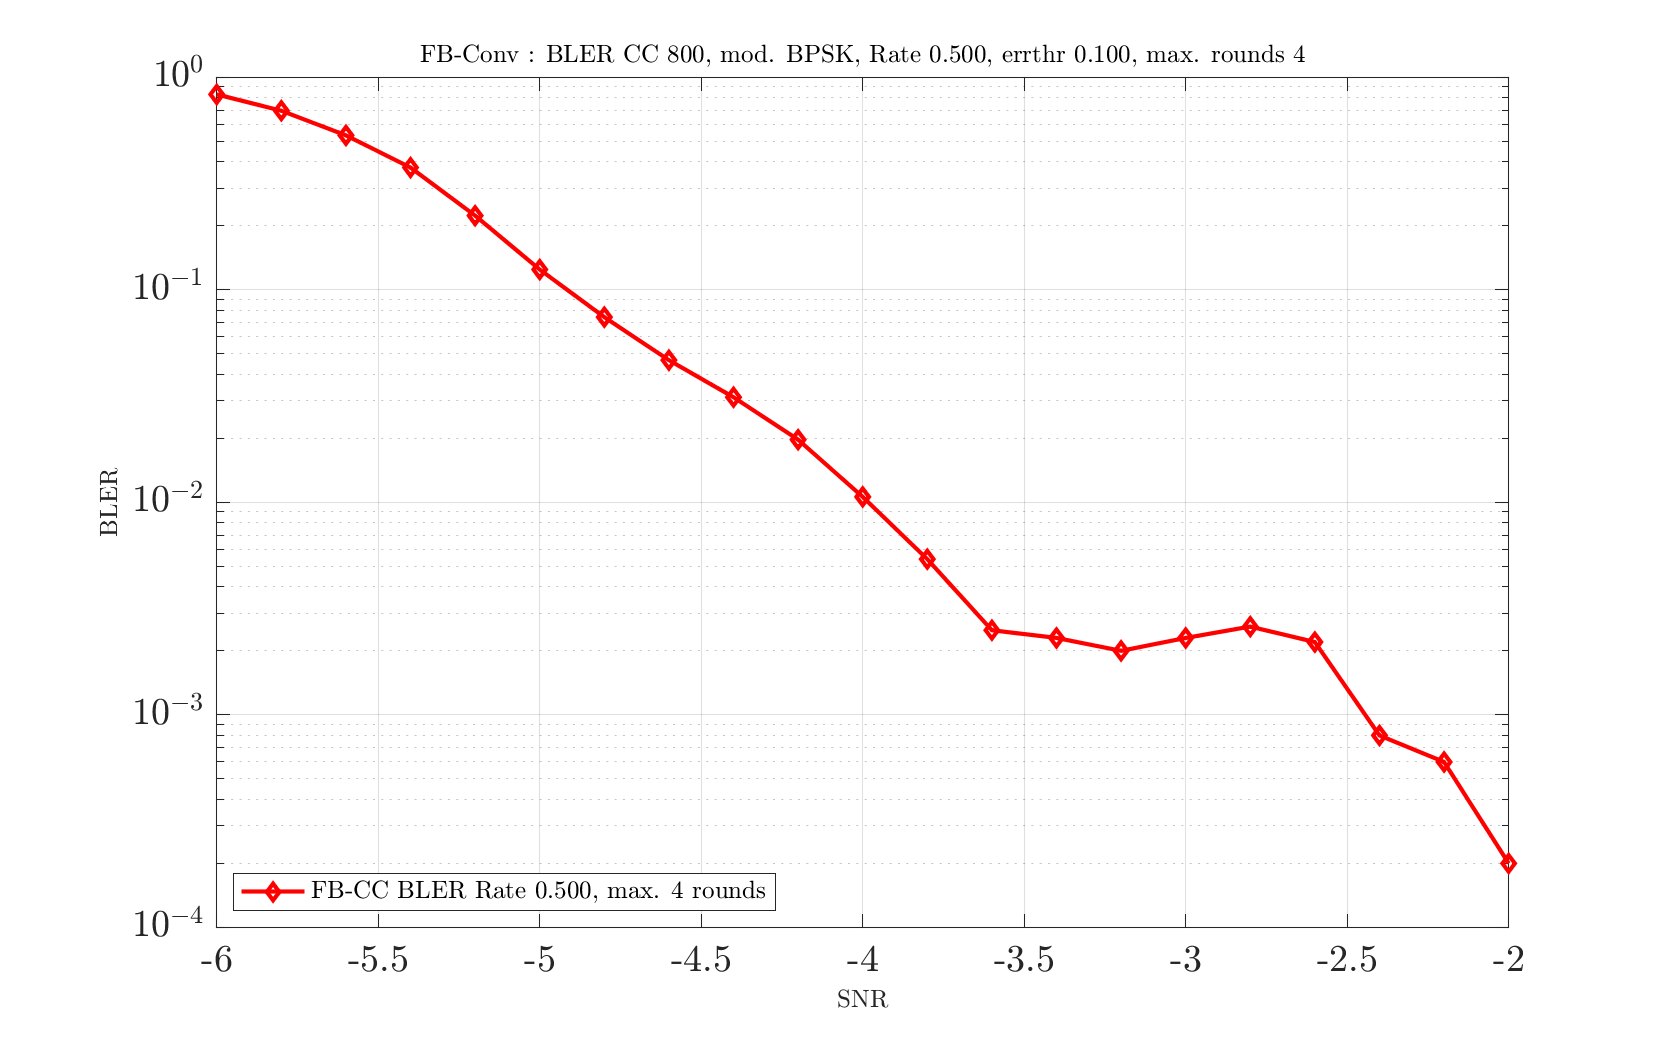 FB-Conv : BLER CC 800, mod. BPSK, Rate 0.500, errthr 0.100, max. rounds 4
10^0
10^{-1}
10^{-2}
10^{-3}
10^{-4}
BLER
FB-CC BLER Rate 0.500, max. 4 rounds
-6 -5.5 -5 -4.5 -4 -3.5 -3 -2.5 -2
SNR